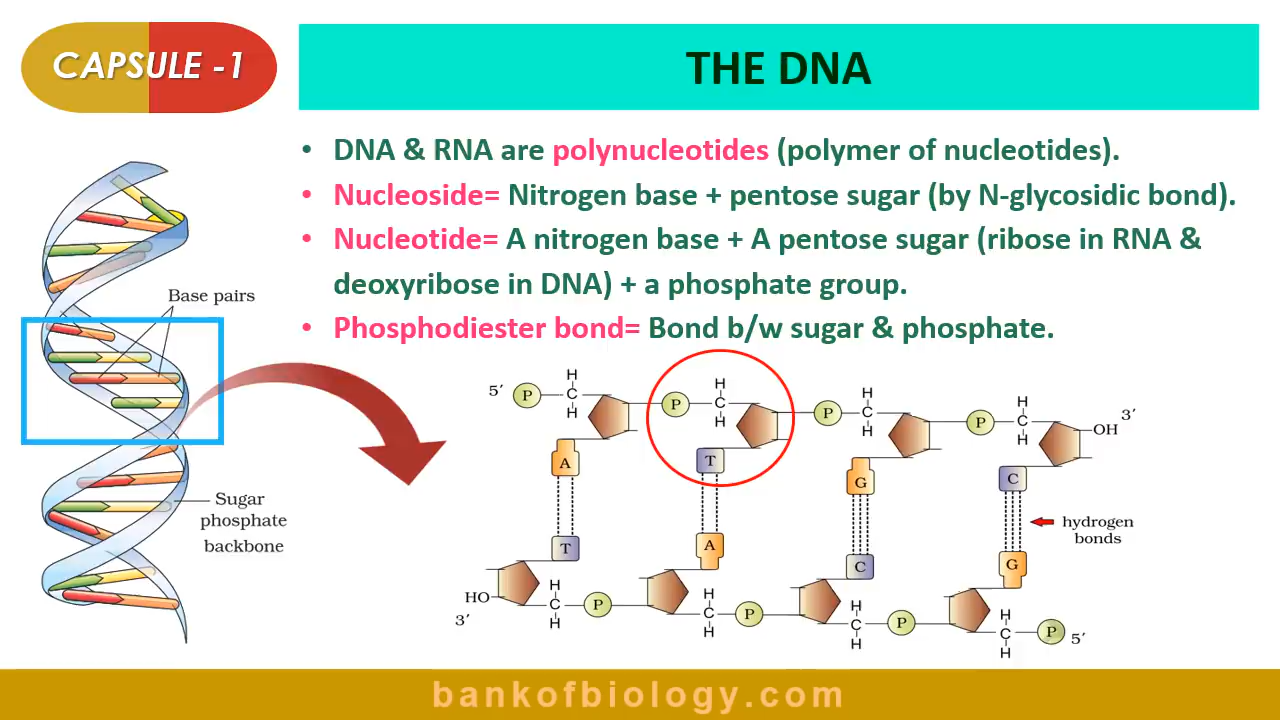 CAPSULE -1
THE DNA
• DNA & RNA are polynucleotides (polymer of nucleotides).
• Nucleoside= Nitrogen base + pentose sugar (by N-glycosidic bond).
• Nucleotide= A nitrogen base + A pentose sugar (ribose in RNA &
deoxyribose in DNA) + a phosphate group.
• Phosphodiester bond= Bond b/w sugar & phosphate.
Base pairs
Sugar
phosphate
backbone
H H H H
5′ P C P C P C P C 3′
H H H H
OH
A T G C
hydrogen
bonds
T A C G
HO
3′
H H H H
C P C P C P C P 5′
H H H H
bankofbiology.com